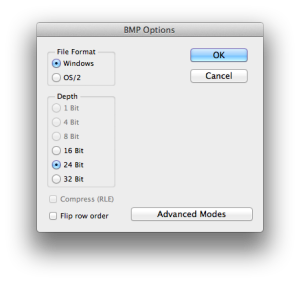 BMP Options
File Format
Windows
OS/2
OK
Cancel
Depth
1 Bit
4 Bit
8 Bit
16 Bit
24 Bit
32 Bit
Compress (RLE)
Flip row order
Advanced Modes